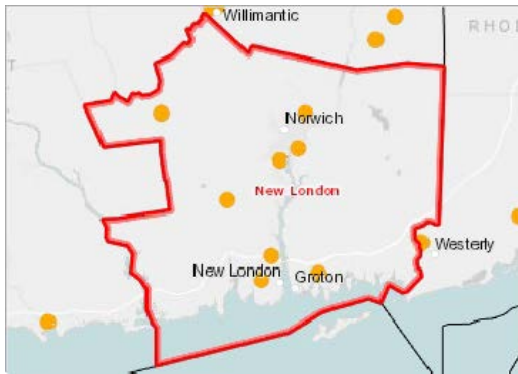 Willimantic
RHOD
T
Norwich
New London
Westerly
New London
Groton